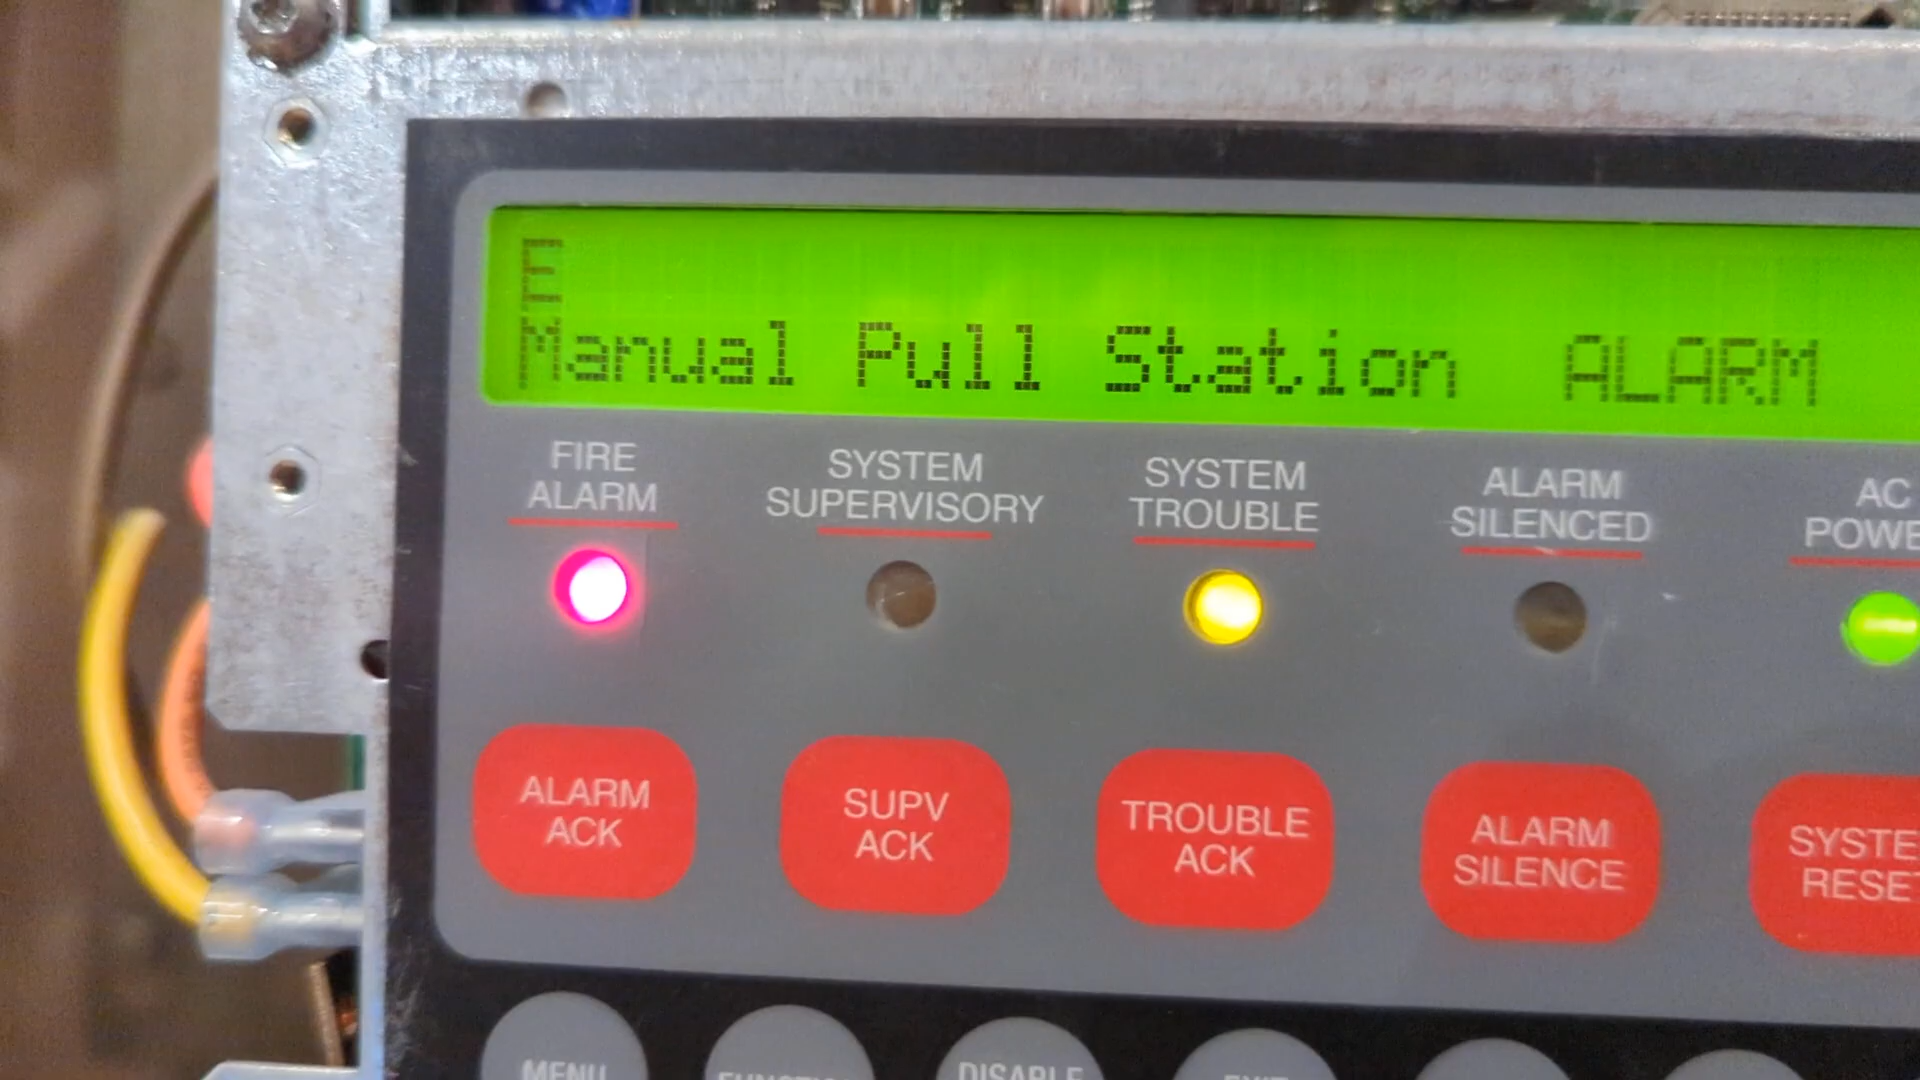 E
Manual Pull Station ALARM
FIRE
ALARM
SYSTEM
SUPERVISORY
SYSTEM
TROUBLE
ALARM
SILENCED
AC
POWE
ALARM
ACK
SUPV
ACK
TROUBLE
ACK
ALARM
SILENCE
SYSTE
RESET
MENU
DISABLE